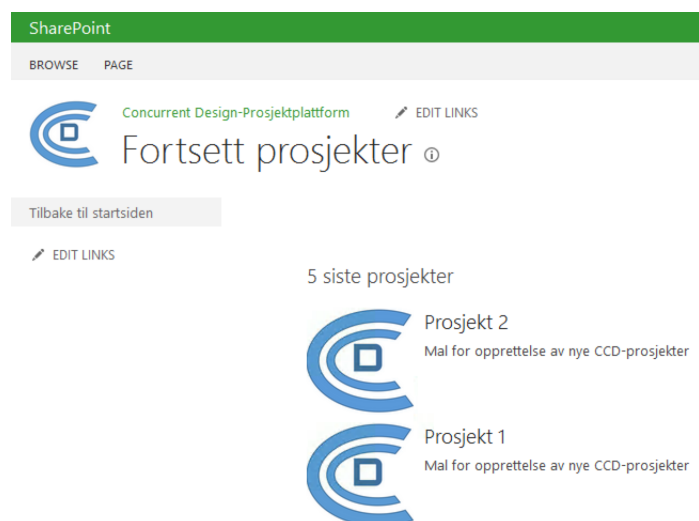 SharePoint
BROWSE PAGE
Concurrent Design-Prosjektplattform EDIT LINKS
Fortsett prosjekter
Tilbake til startsiden
EDIT LINKS
5 siste prosjekter
Prosjekt 2
Mal for opprettelse av nye CCD-prosjekter
Prosjekt 1
Mal for opprettelse av nye CCD-prosjekter